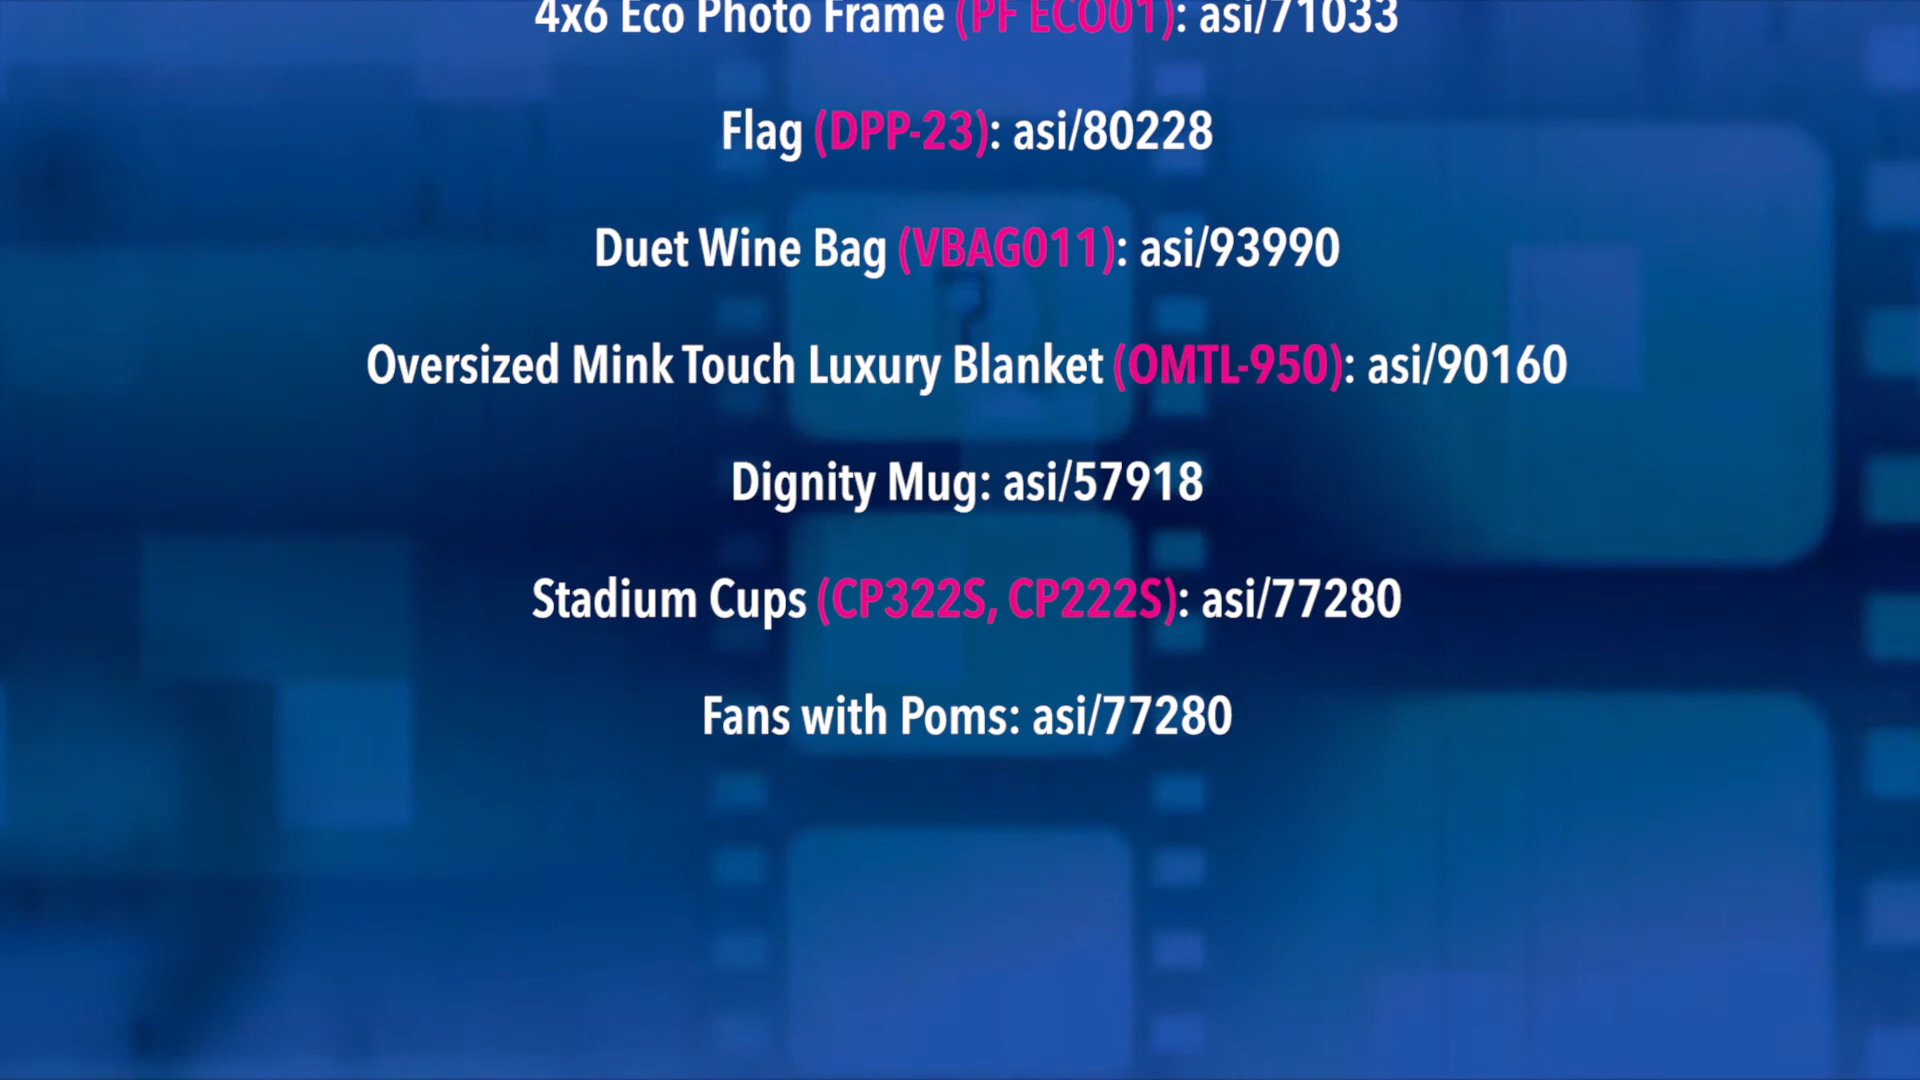 4x6 Eco Photo Frame (PF ECO01): asi/71033
Flag (DPP-23): asi/80228
Duet Wine Bag (VBAG011): asi/93990
Oversized Mink Touch Luxury Blanket (OMTL-950): asi/90160
Dignity Mug: asi/57918
Stadium Cups (CP322S, CP222S): asi/77280
Fans with Poms: asi/77280